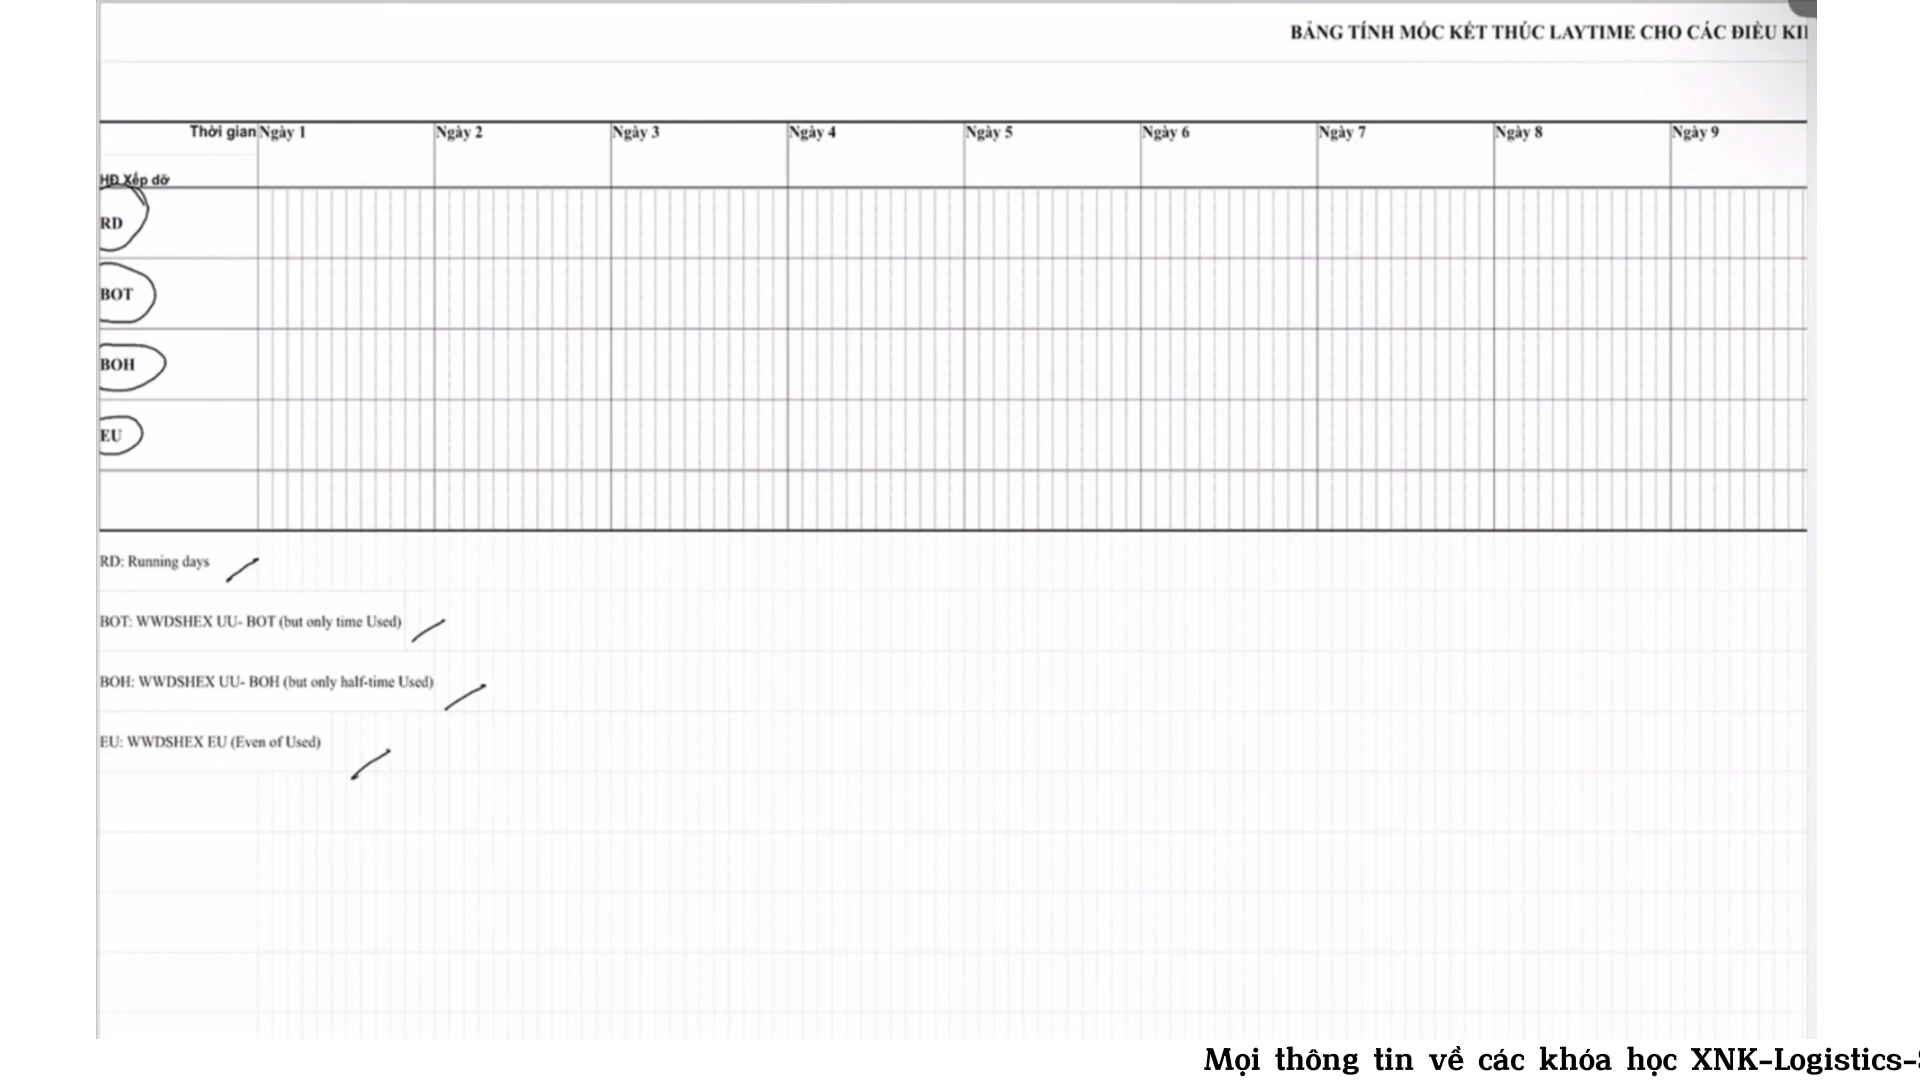 BẢNG TÍNH MỐC KẾT THÚC LAYTIME CHO CÁC ĐIỀU
Thời gian Ngày 1 Ngày 2 Ngày 3 Ngày 4 Ngày 5 Ngày 6 Ngày 7 Ngày 8 Ngày 9
HĐ Xếp dỡ
RD
BOT
BOH
EU
RD: Running days
BOT: WWDSHEX UU- BOT (but only time Used)
BOH: WWDSHEX UU- BOH (but only half-time Used)
EU: WWDSHEX EU (Even of Used)
Mọi thông tin về các khóa học XNK-Logistics-